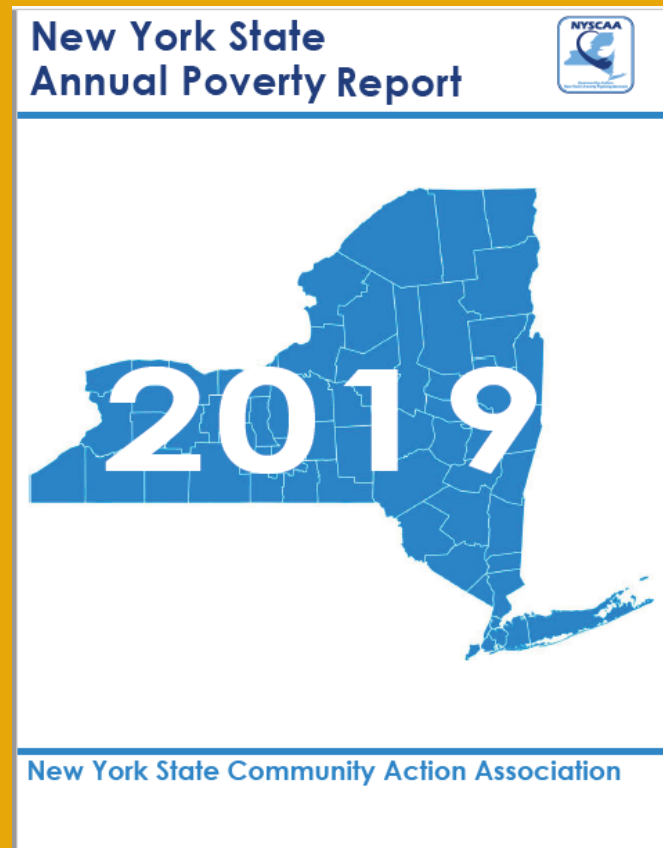 New York State
Annual Poverty Report
NYSCAA
2019
New York State Community Action Association